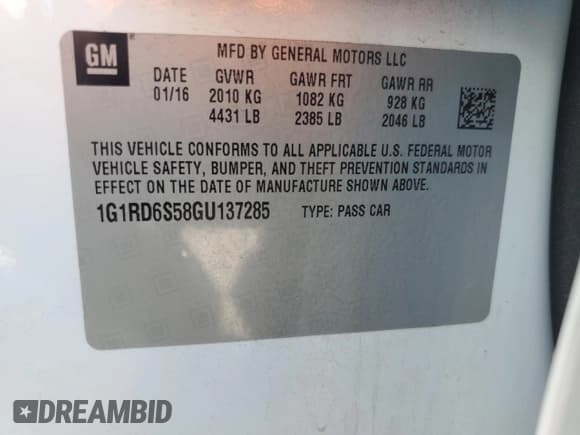 GM
MFD BY GENERAL MOTORS LLC
DATE GVWR GAWR FRT GAWR RR
01/16 2010 KG 1082 KG 928 KG
4431 LB 2385 LB 2046 LB
THIS VEHICLE CONFORMS TO ALL APPLICABLE U.S. FEDERAL MOTOR
VEHICLE SAFETY, BUMPER, AND THEFT PREVENTION STANDARDS IN
EFFECT ON THE DATE OF MANUFACTURE SHOWN ABOVE.
1G1RD6S58GU137285 TYPE: PASS CAR
DREAMBID